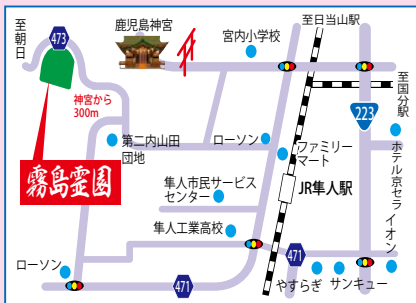 至朝日
473
鹿児島神宮
宮内小学校
至日当山駅
至国分駅
神宮から
300m
223
第二内山田
団地
ローソン
ファミリー
マート
ホテル京セラ
霧島霊園
隼人市民サービス
センター
JR隼人駅
隼人工業高校
イオン
ローソン
471
471
やすらぎ
サンキュー